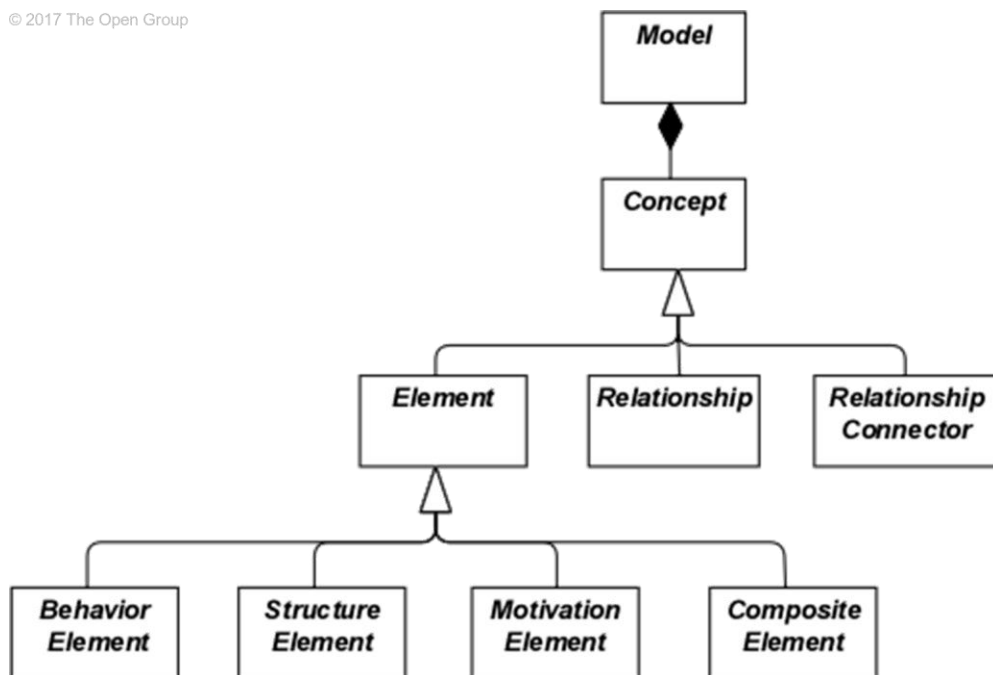 © 2017 The Open Group
Model
Concept
Element
Relationship
Relationship
Connector
Behavior
Element
Structure
Element
Motivation
Element
Composite
Element